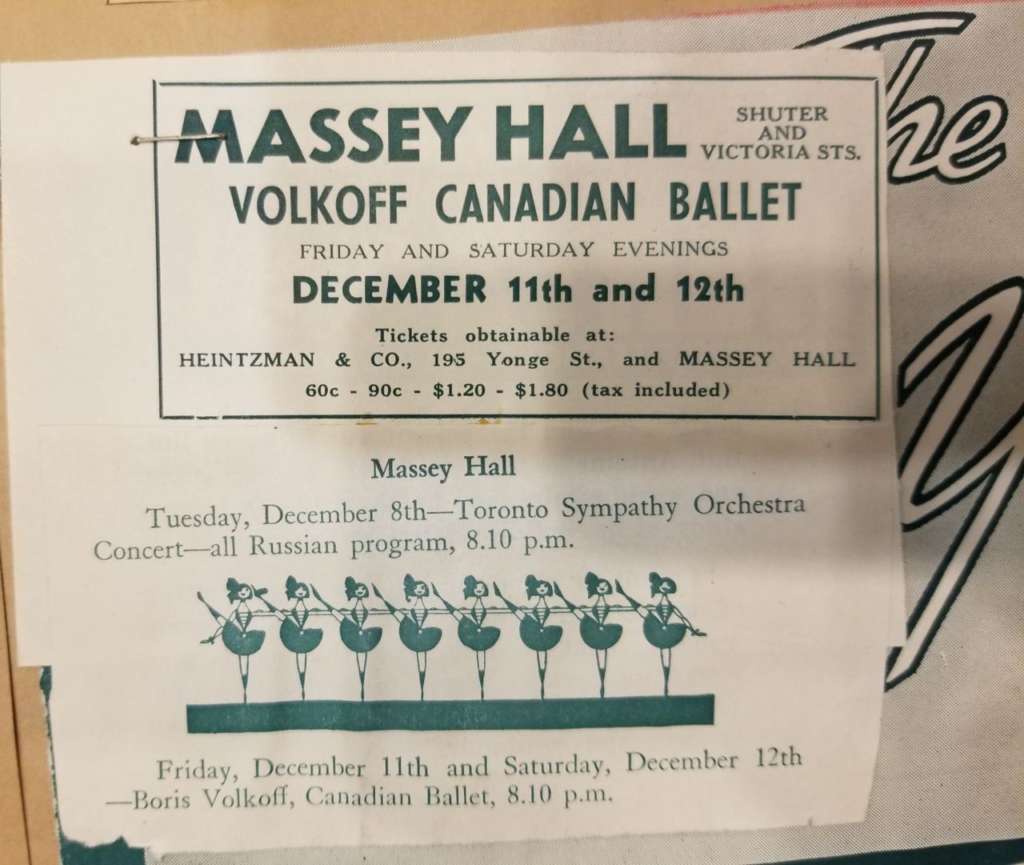 MASSEY HALL SHUTER AND VICTORIA STS.
VOLKOFF CANADIAN BALLET
FRIDAY AND SATURDAY EVENINGS
DECEMBER 11th and 12th
Tickets obtainable at:
HEINTZMAN & CO., 195 Yonge St., and MASSEY HALL
60c - 90c - $1.20 - $1.80 (tax included)
Massey Hall
Tuesday, December 8th—Toronto Sympathy Orchestra
Concert—all Russian program, 8.10 p.m.
Friday, December 11th and Saturday, December 12th
—Boris Volkoff, Canadian Ballet, 8.10 p.m.
The